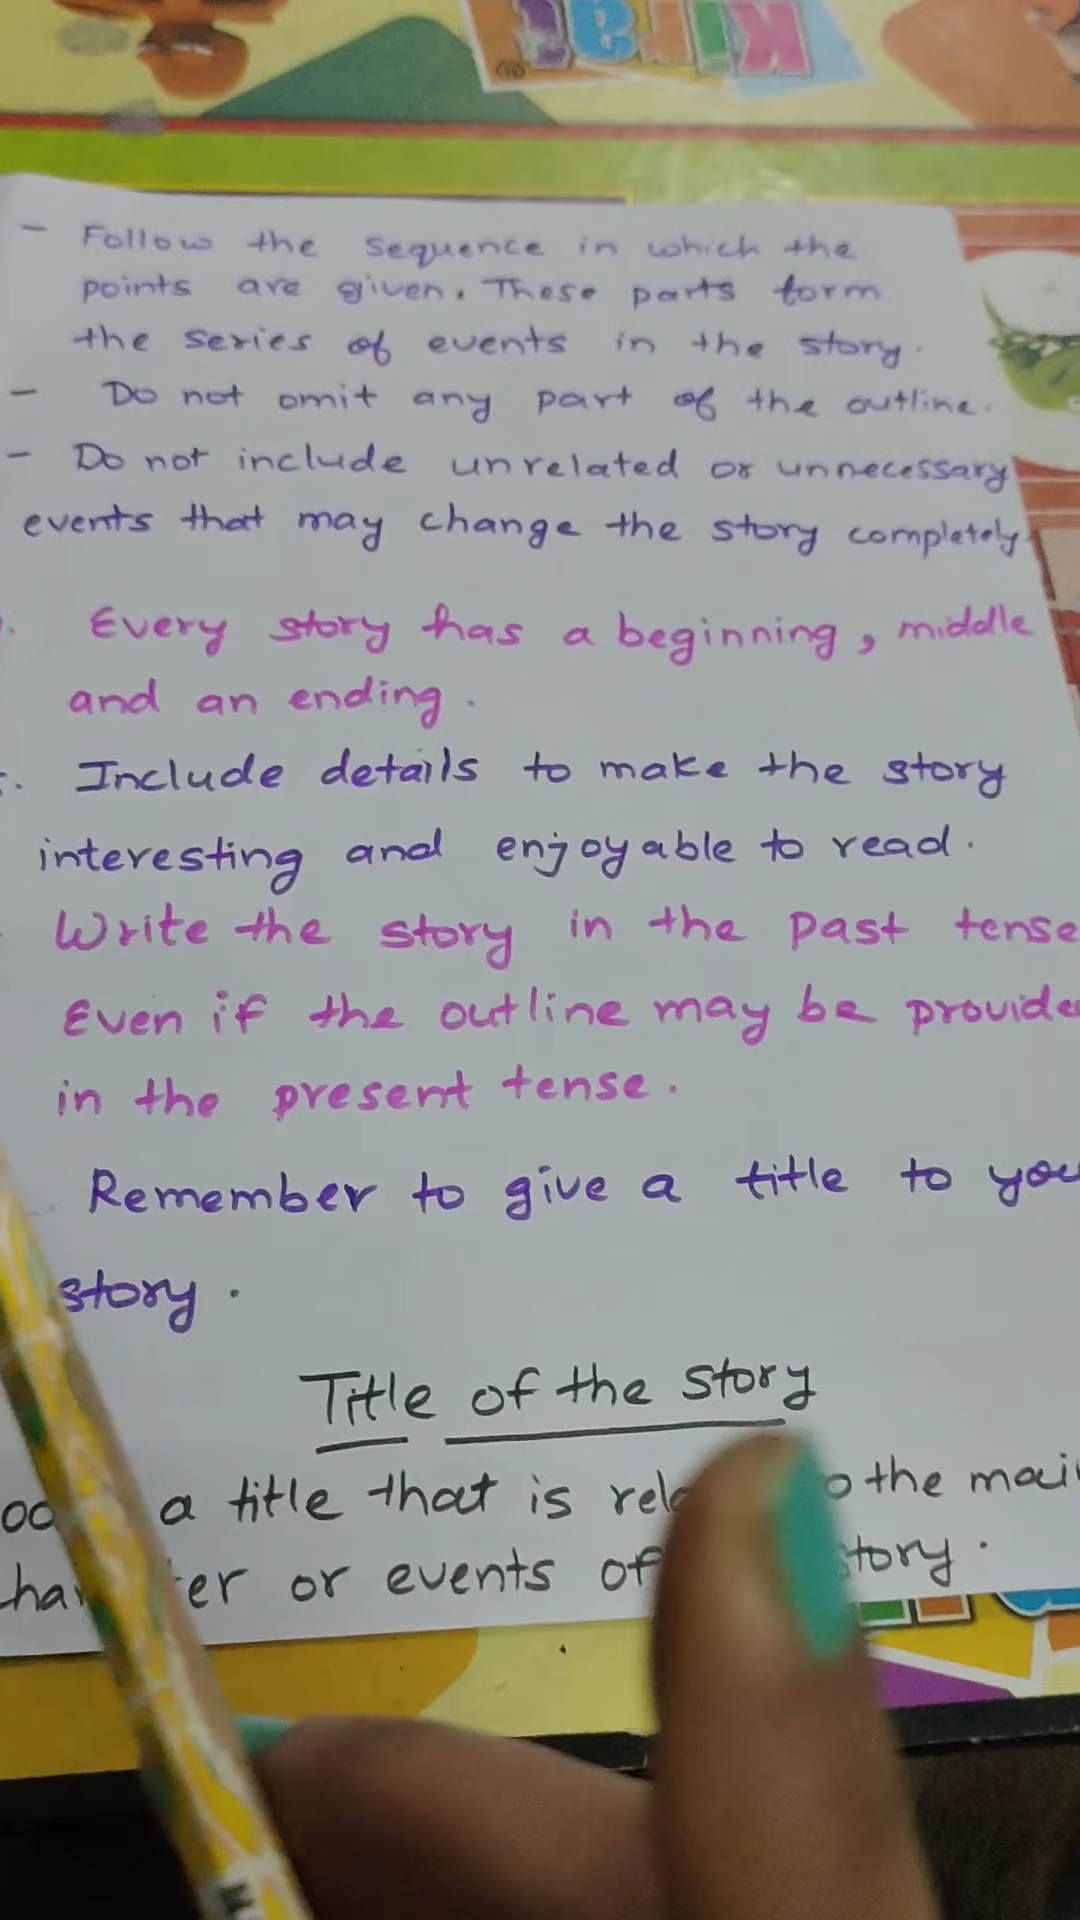 - Follow the sequence in which the
points are given. These parts form
the series of events in the story.
- Do not omit any part of the outline.
- Do not include unrelated or unnecessary
events that may change the story completely.
Every story has a beginning, middle
and an ending.
Include details to make the story
interesting and enjoyable to read.
Write the story in the past tense
Even if the outline may be provide
in the present tense.
Remember to give a title to you
story.
Title of the story
a title that is the mai
er or events of story.